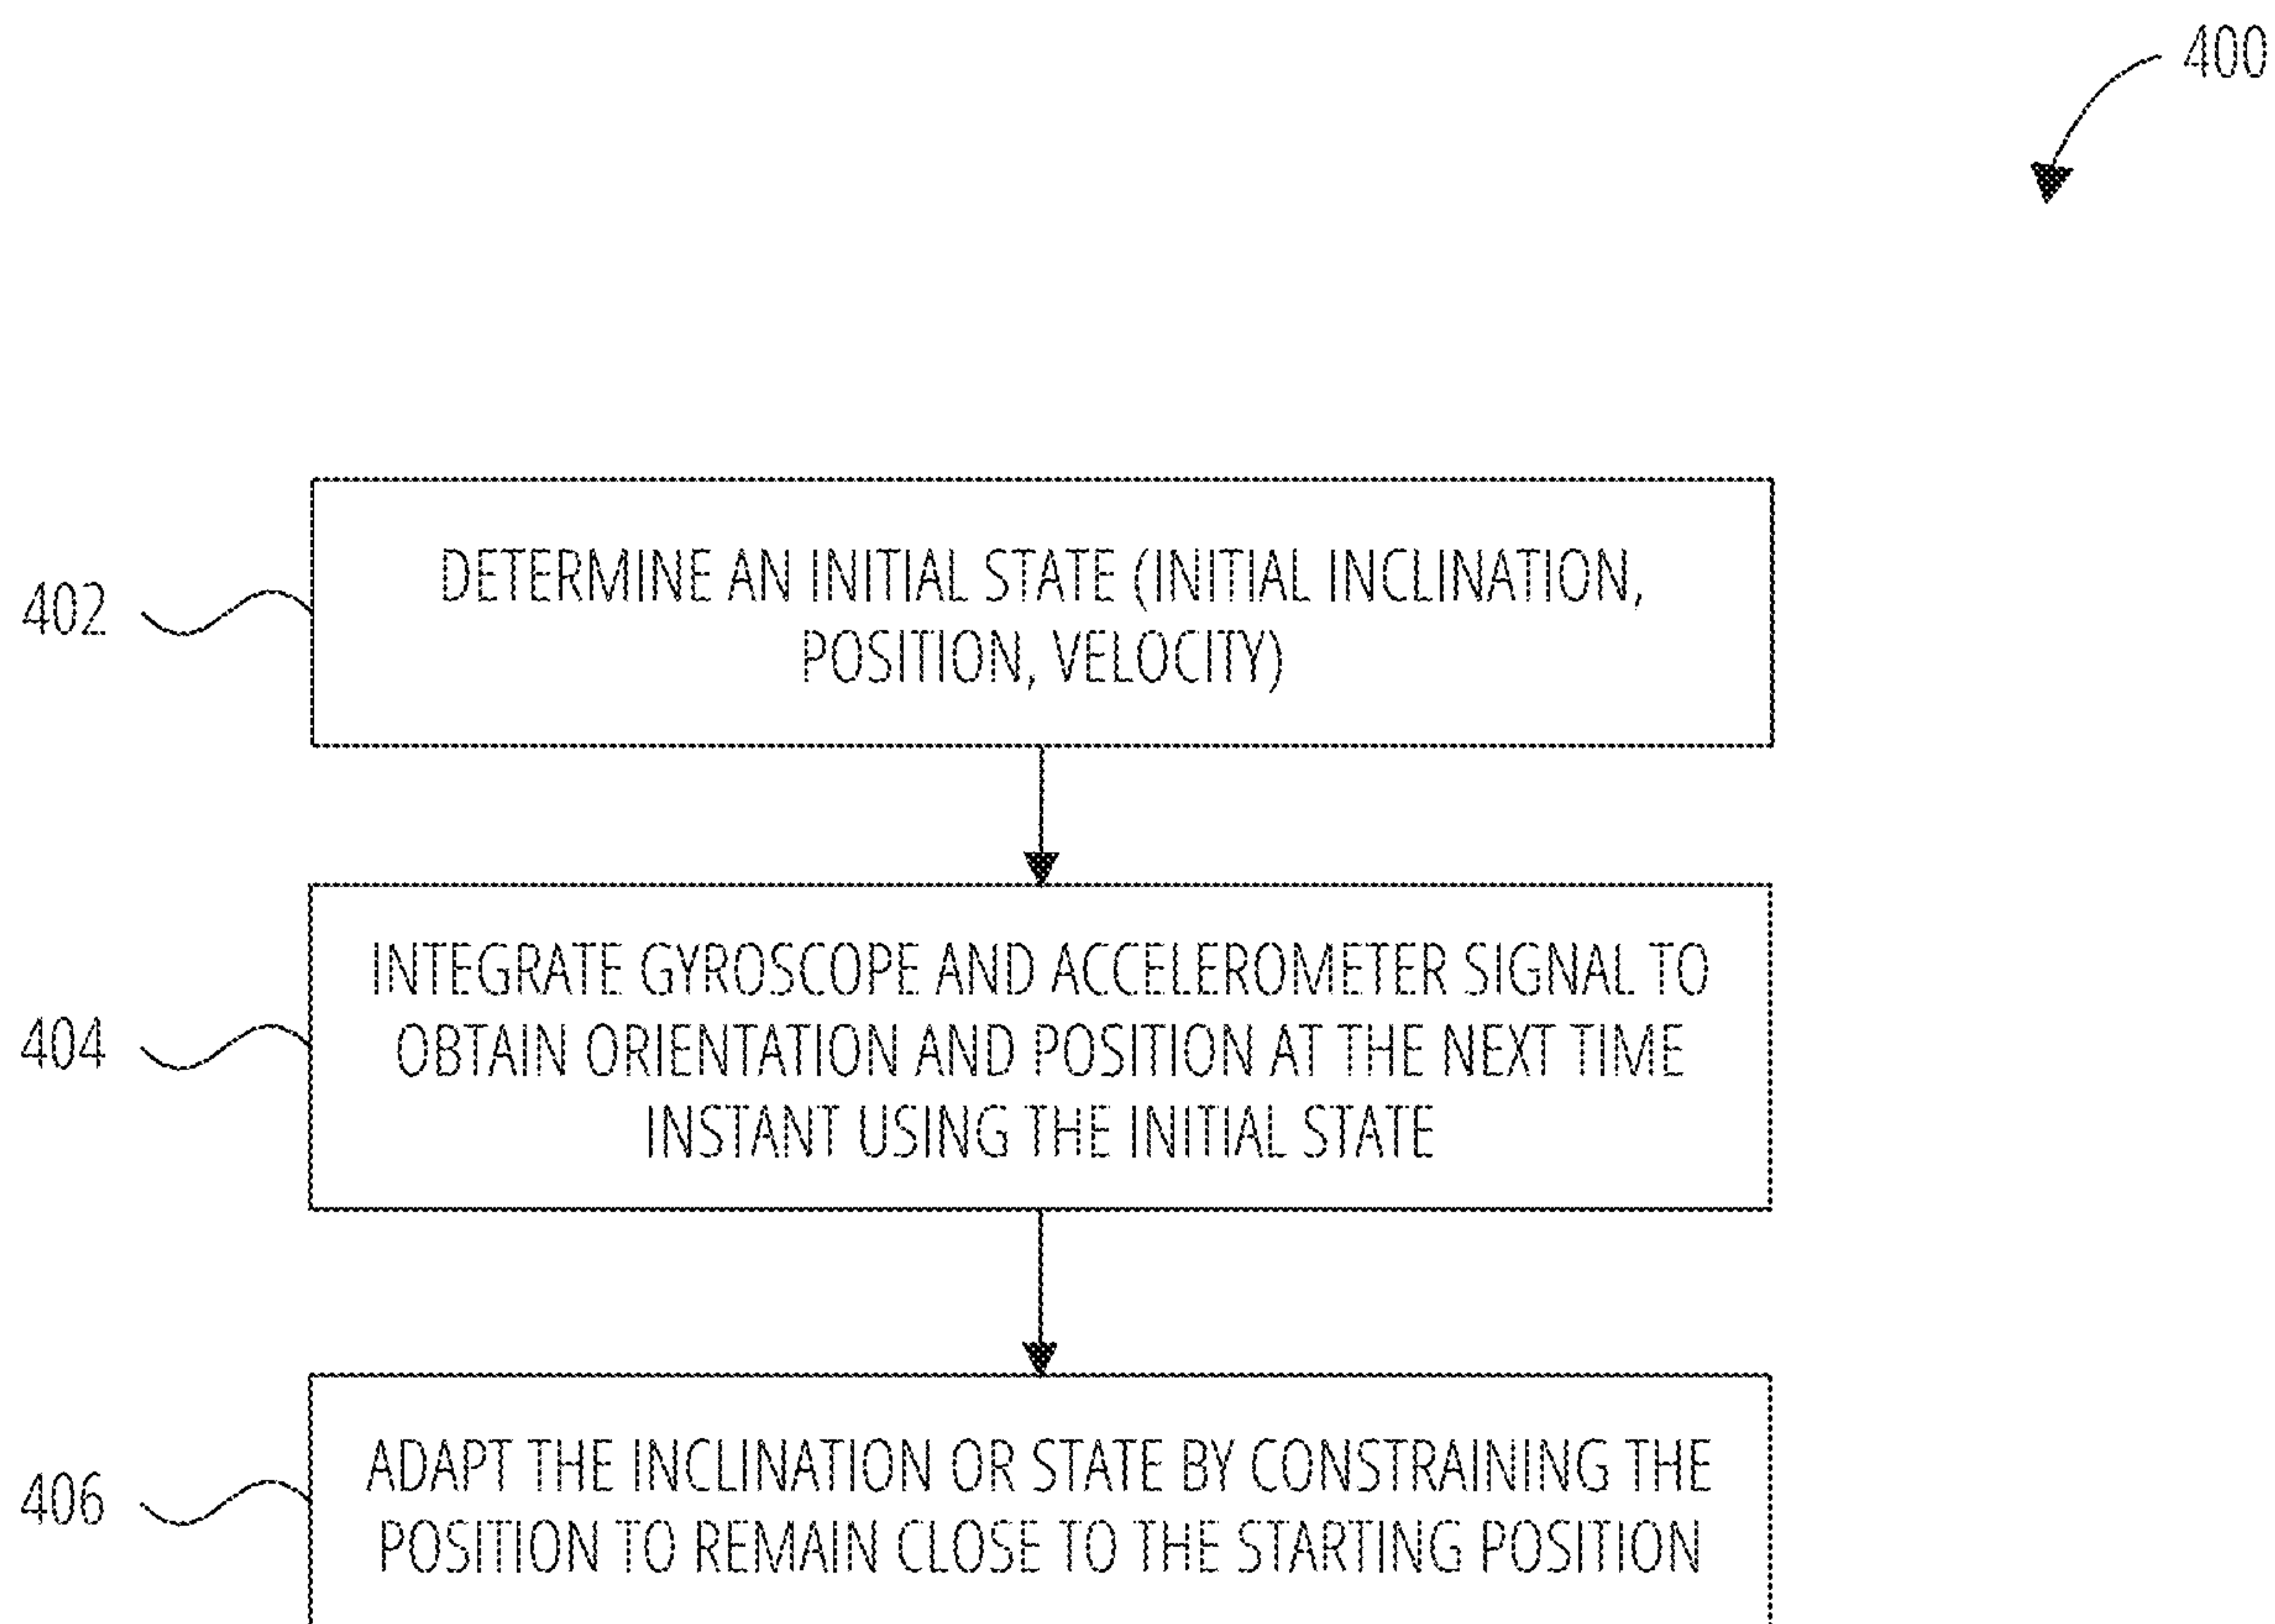 400
402
DETERMINE AN INITIAL STATE (INITIAL INCLINATION,
POSITION, VELOCITY)
404
INTEGRATE GYROSCOPE AND ACCELEROMETER SIGNAL TO
OBTAIN ORIENTATION AND POSITION AT THE NEXT TIME
INSTANT USING THE INITIAL STATE
406
ADAPT THE INCLINATION OR STATE BY CONSTRAINING THE
POSITION TO REMAIN CLOSE TO THE STARTING POSITION